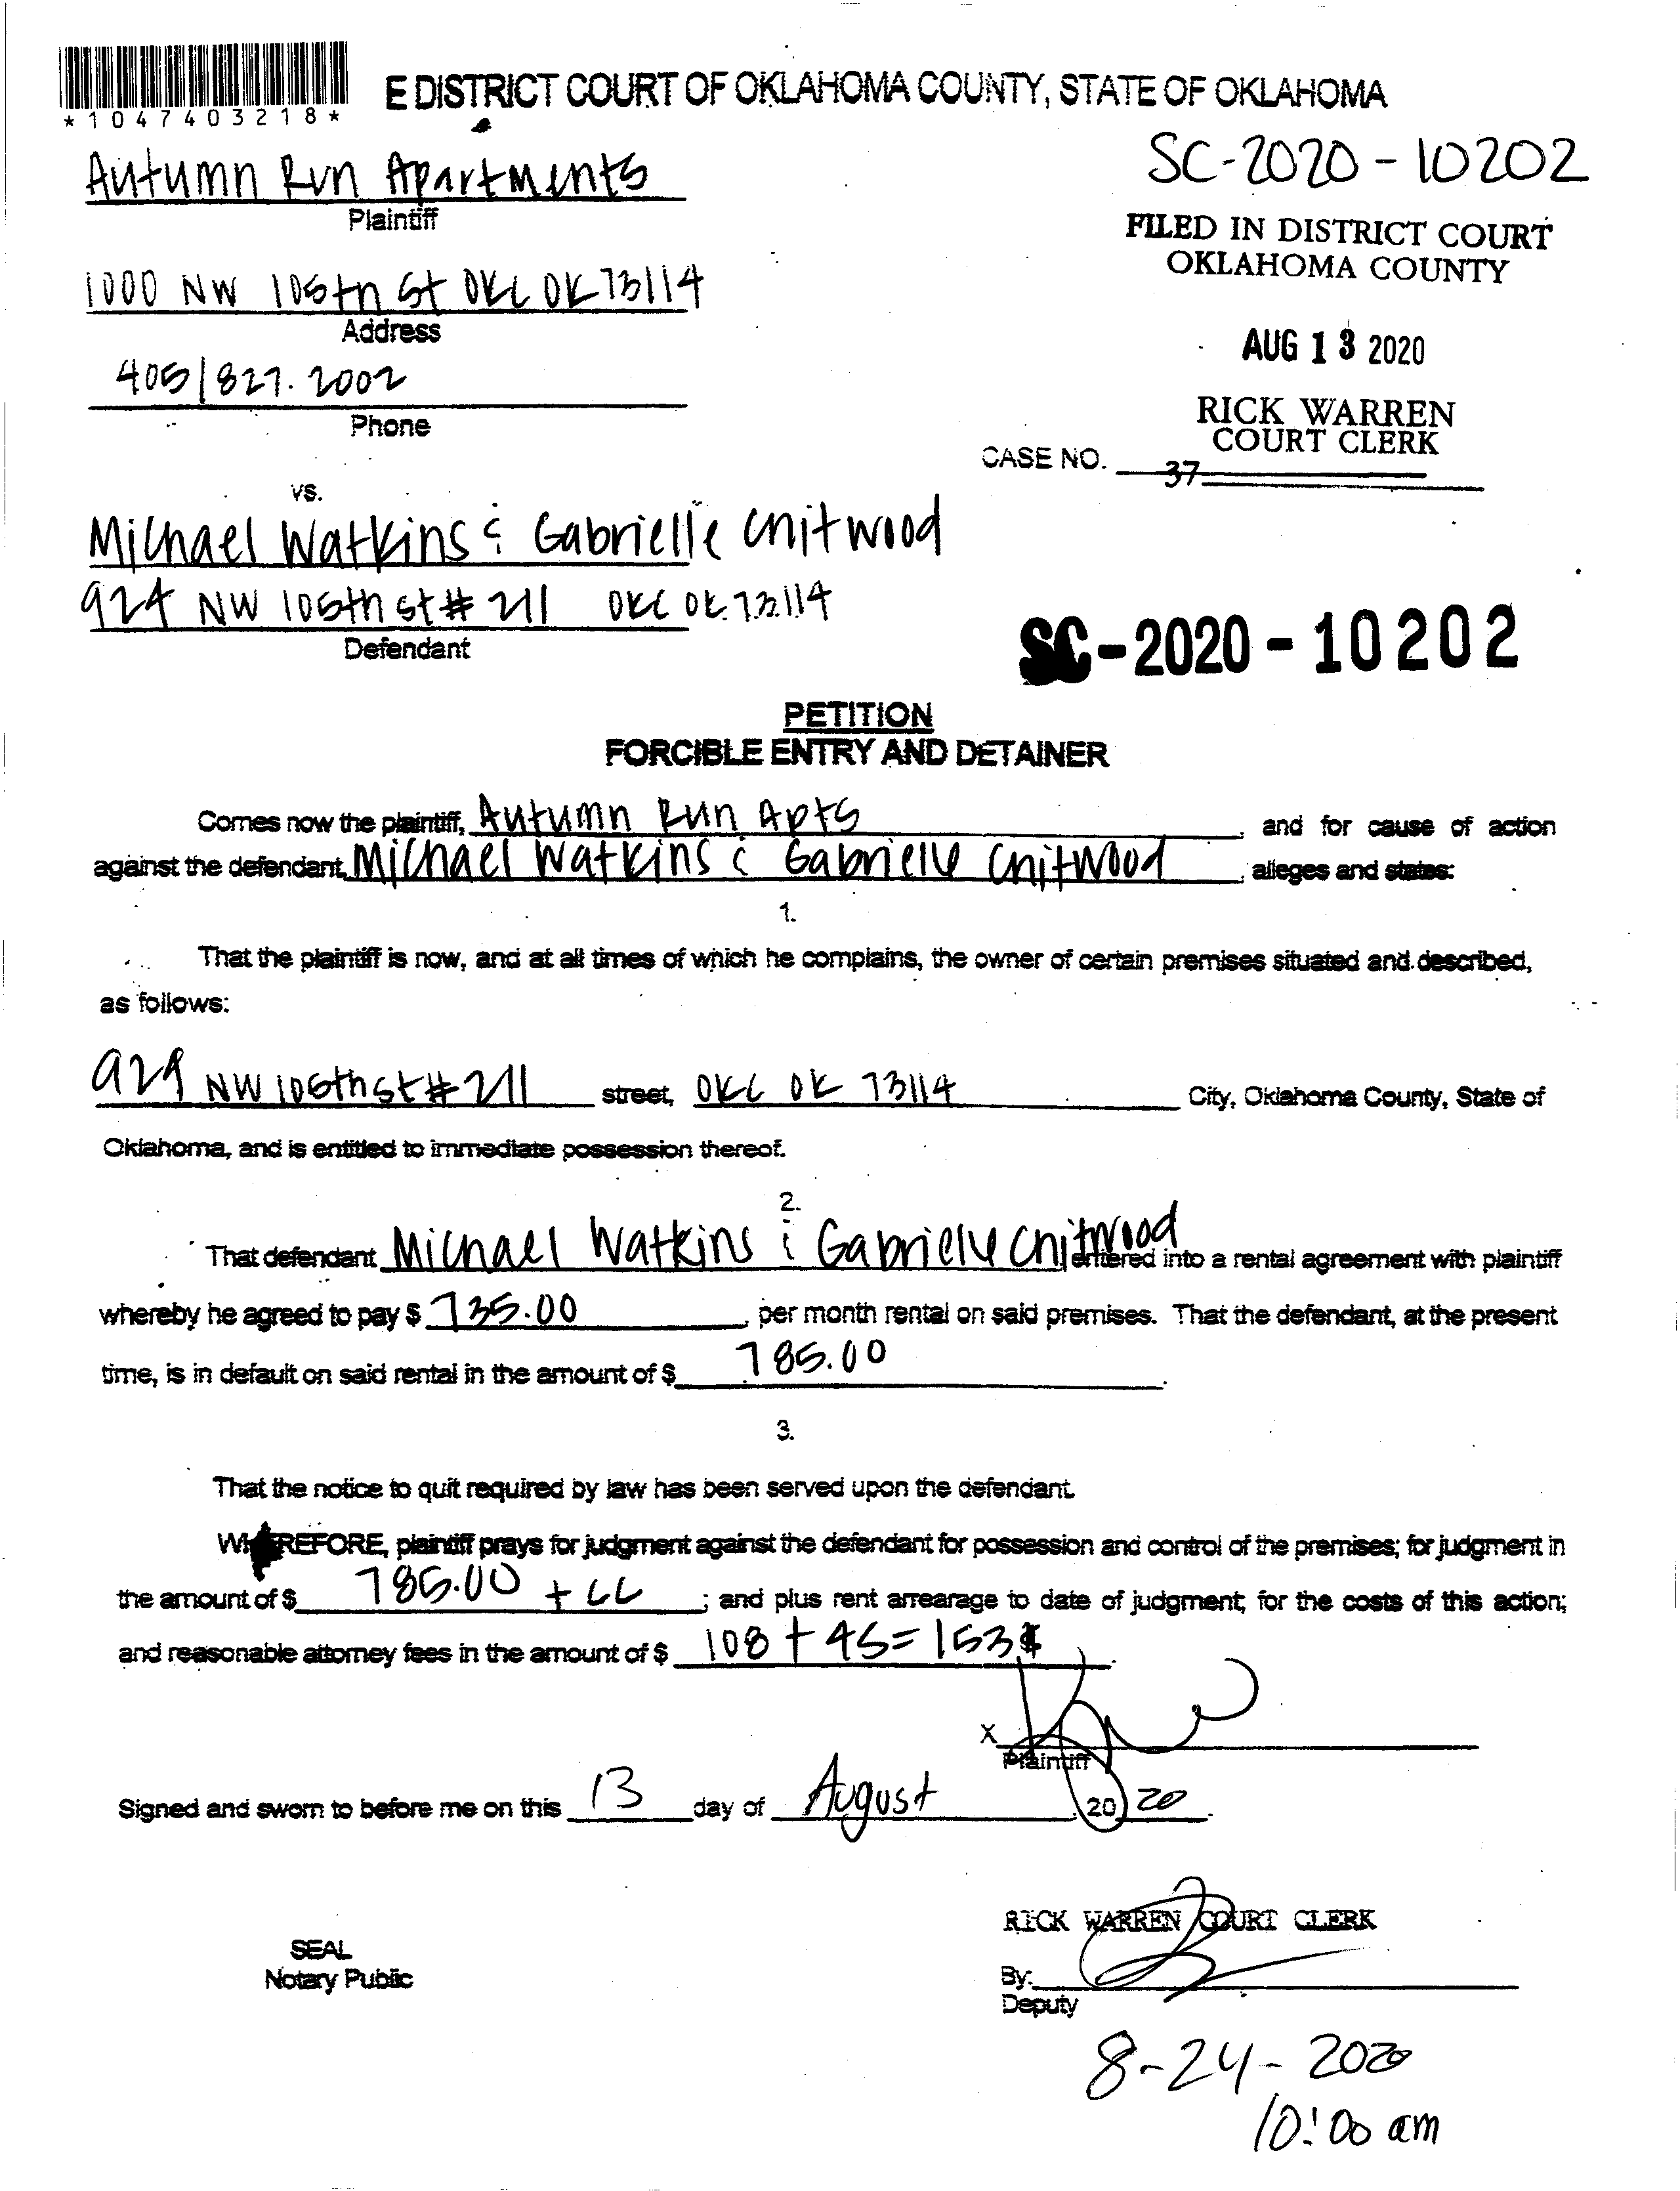 *1047403218*
E DISTRICT COURT OF OKLAHOMA COUNTY, STATE OF OKLAHOMA
Autumn Run Apartments
Plaintiff
SC-2020-10202
FILED IN DISTRICT COURT
OKLAHOMA COUNTY
1000 NW 105th St OKC OK 73114
Address
AUG 13 2020
405/827.2002
Phone
RICK WARREN
COURT CLERK
CASE NO.
37
vs.
Michael Watkins & Gabrielle Chitwood
924 NW 105th st # 211 OKC OK 73114
Defendant
SC-2020-10202
PETITION
FORCIBLE ENTRY AND DETAINER
Comes now the plaintiff, Autumn Run Apts, and for cause of action
against the defendant, Michael Watkins & Gabrielle Chitwood, alleges and states:
1.
That the plaintiff is now, and at all times of which he complains, the owner of certain premises situated and described,
as follows:
924 NW 105th st # 211 street, OKC OK 73114 City, Oklahoma County, State of
Oklahoma, and is entitled to immediate possession thereof.
2.
That defendant Michael Watkins & Gabrielle Chitwood entered into a rental agreement with plaintiff
whereby he agreed to pay $ 735.00, per month rental on said premises. That the defendant, at the present
time, is in default on said rental in the amount of $ 785.00.
3.
That the notice to quit required by law has been served upon the defendant.
WHEREFORE, plaintiff prays for judgment against the defendant for possession and control of the premises; for judgment in
the amount of $ 785.00 + CC; and plus rent arrearage to date of judgment; for the costs of this action;
and reasonable attorney fees in the amount of $ 108 + 45 = 153 $.
X
Plaintiff
Signed and sworn to before me on this 13 day of August, 20 20.
RICK WARREN COURT CLERK
SEAL
Notary Public
By:
Deputy
8-24-2020
10:00 am